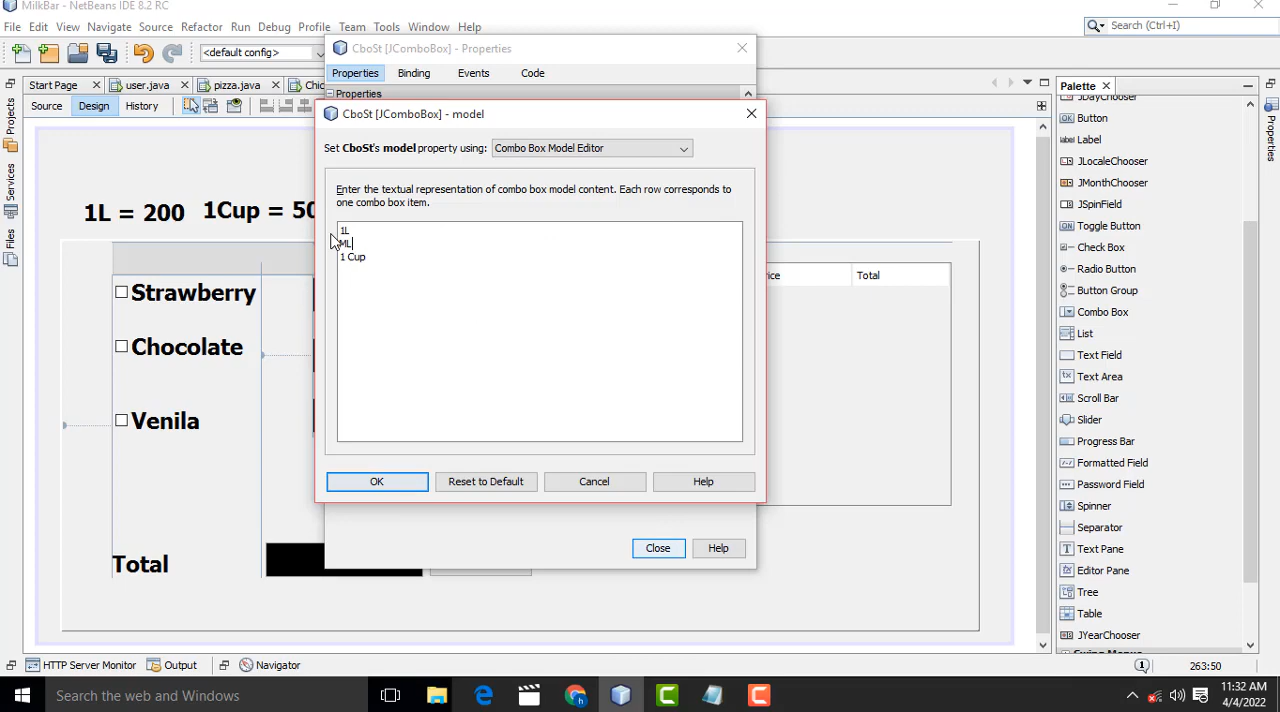 MilkBar - NetBeans IDE 8.2 RC
File Edit View Navigate Source Refactor Run Debug Profile Team Tools Window Help
Search (Ctrl+I)
<default config>
CboSt [JComboBox] - Properties
Start Page user.java pizza.java
Properties Binding Events Code
Palette
Source Design History
Properties
Button
CboSt [JComboBox] - model
Label
Set CboSt's model property using: Combo Box Model Editor
JLocaleChooser
JMonthChooser
Enter the textual representation of combo box model content. Each row corresponds to
one combo box item.
JSpinField
1L = 200 1Cup = 50
Toggle Button
1L
ML
1 Cup
Check Box
Radio Button
Total
Button Group
Strawberry
Combo Box
List
Chocolate
Text Field
Text Area
Scroll Bar
Venila
Slider
Progress Bar
Formatted Field
OK Reset to Default Cancel Help
Password Field
Spinner
Separator
Close Help
Text Pane
Total
Editor Pane
Tree
Table
JYearChooser
Projects
Services
Files
Properties
HTTP Server Monitor Output Navigator
1 263:50
Search the web and Windows
11:32 AM
4/4/2022